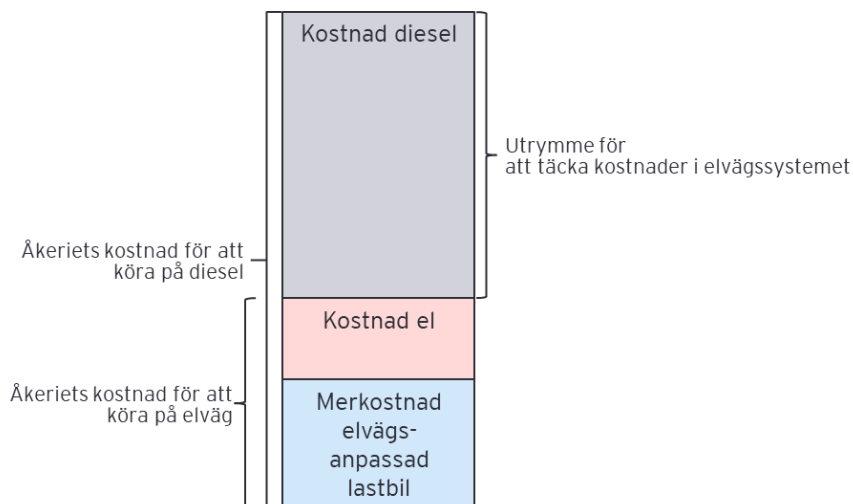 Kostnad diesel
Utrymme för
att täcka kostnader i elvägssystemet
Åkeriets kostnad för att
köra på diesel
Kostnad el
Åkeriets kostnad för att
köra på elväg
Merkostnad
elvägs-
anpassad
lastbil